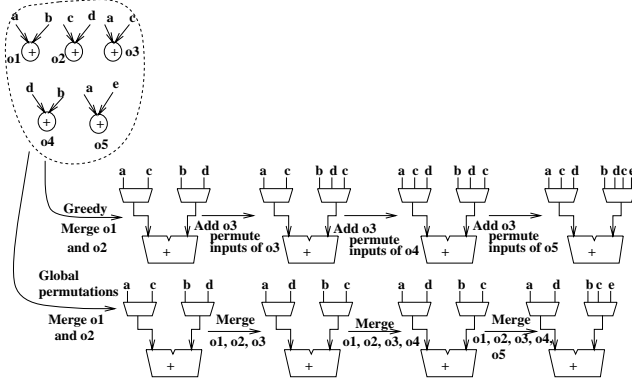 a b c d a c
+ + +
o1 o2 o3
d b a e
+ +
o4 o5
a c b d a c b d c a c d b d c a c d b d c e
Greedy
Merge o1
and o2
Add o3
permute
inputs of o3
Add o3
permute
inputs of o4
Add o3
permute
inputs of o5
+ + + +
Global
permutations
Merge o1
and o2
a c b d a d b c a d b c a d b c e
Merge
o1, o2, o3
Merge
o1, o2, o3, o4
Merge
o1, o2, o3, o4,
o5
+ + + +